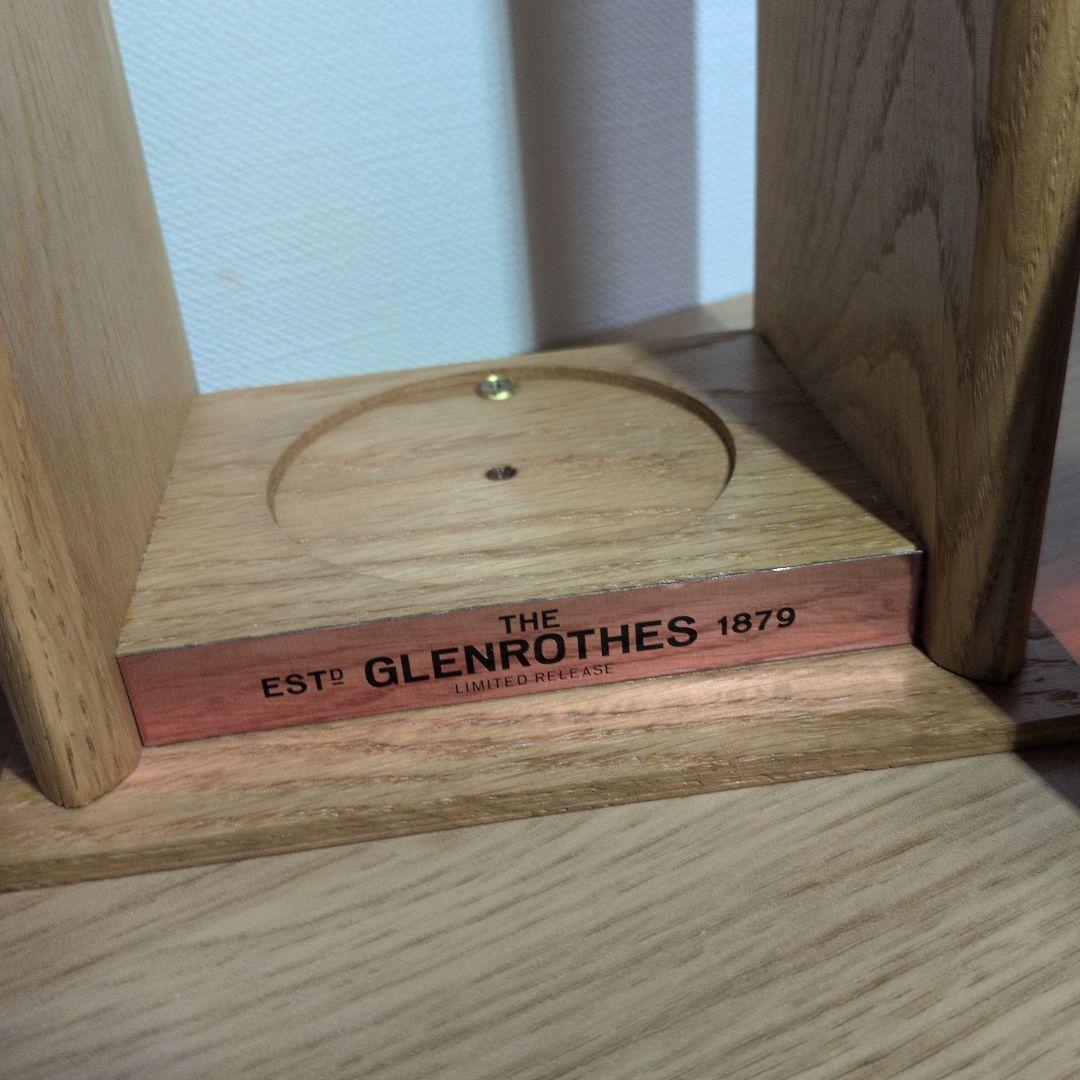 THE
ESTD GLENROTHES 1879
LIMITED RELEASE